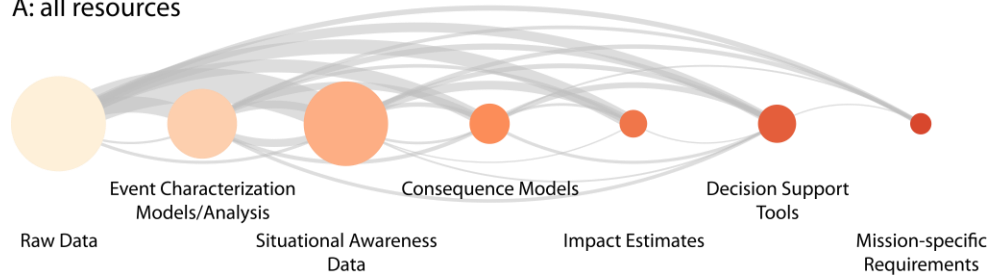 A: all resources
Event Characterization
Models/Analysis
Consequence Models
Decision Support
Tools
Raw Data
Situational Awareness
Data
Impact Estimates
Mission-specific
Requirements